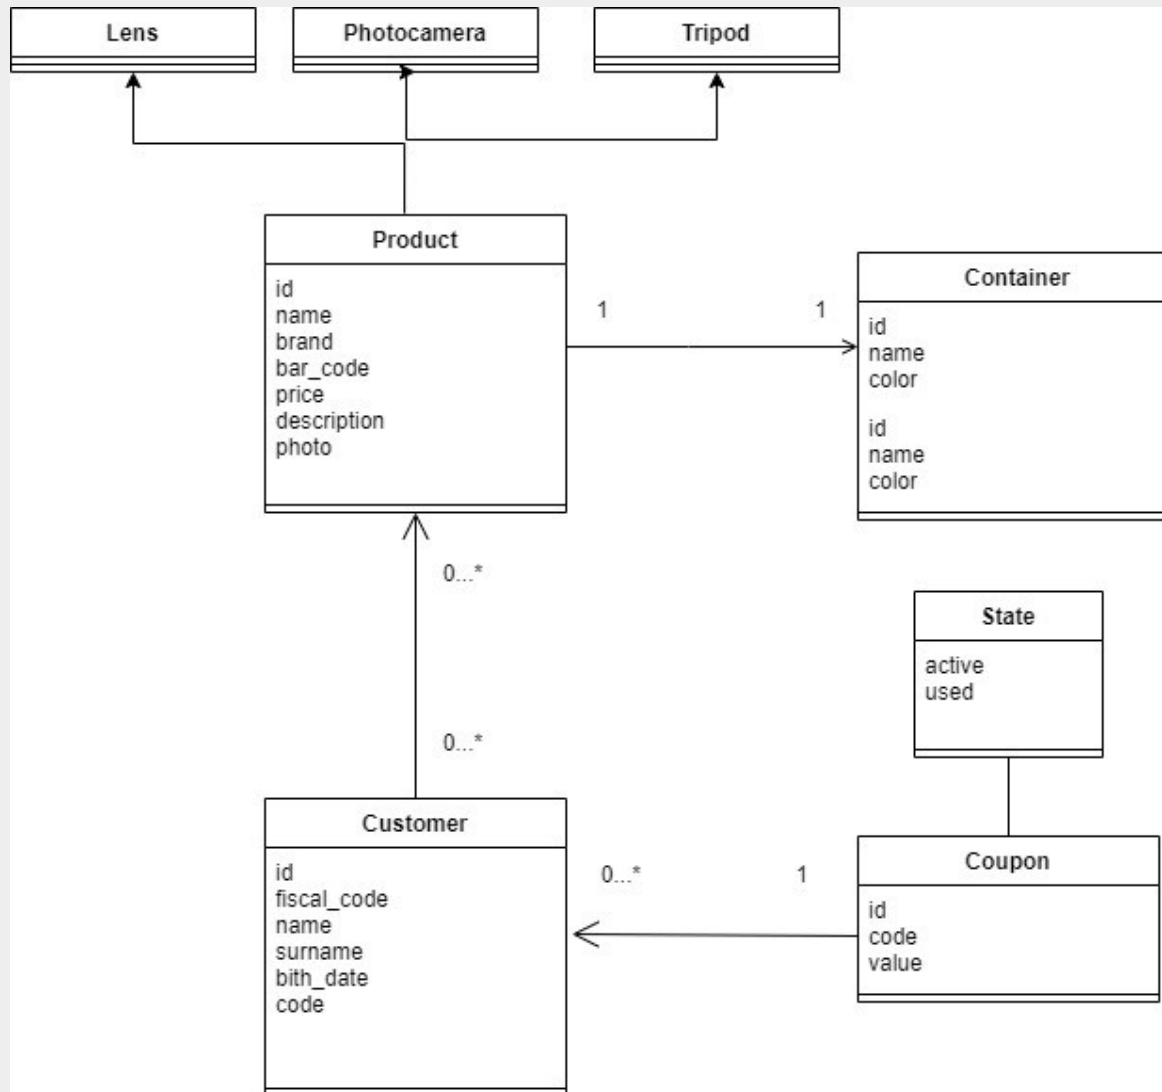 Lens
Photocamera
Tripod
Product
id
name
brand
bar_code
price
description
photo
1
1
Container
id
name
color
id
name
color
0...*
0...*
State
active
used
Customer
id
fiscal_code
name
surname
bith_date
code
0...*
1
Coupon
id
code
value